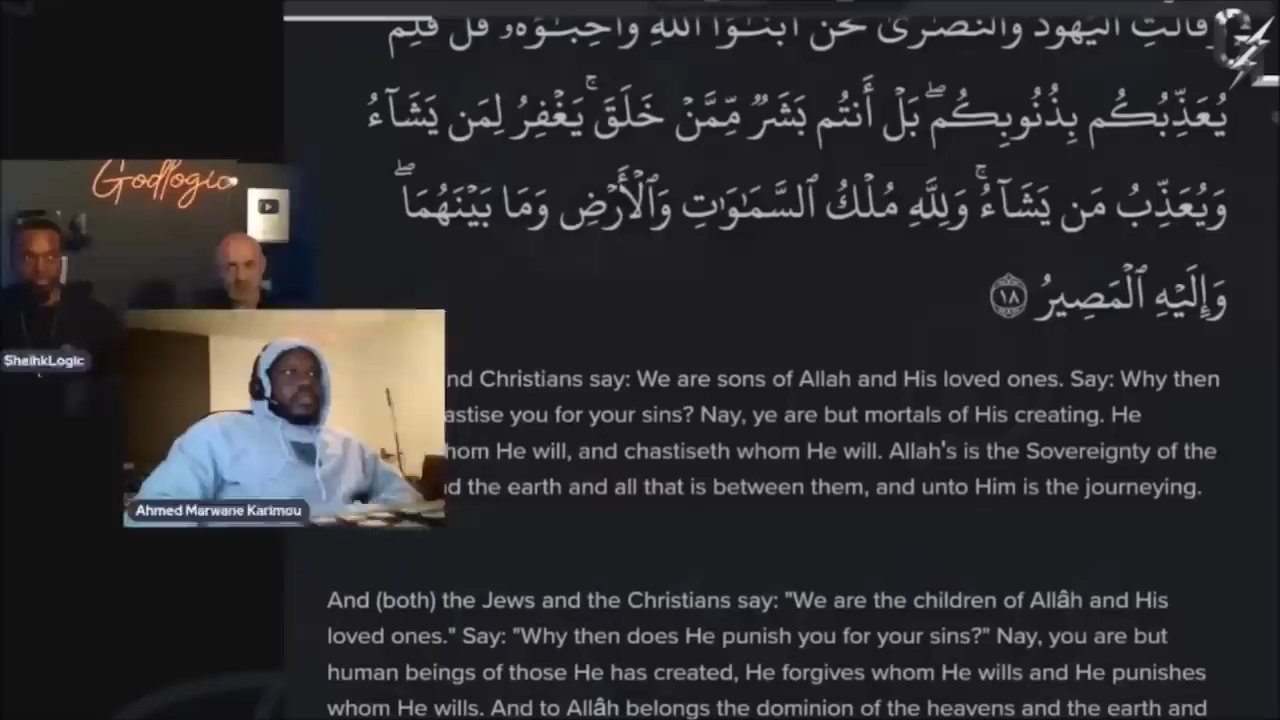 وَقَالَتِ ٱلۡيَهُودُ وَٱلنَّصَٰرَىٰ نَحۡنُ أَبۡنَٰٓؤُاْ ٱللَّهِ وَأَحِبَّٰٓؤُهُۥۚ قُلۡ فَلِمَ
يُعَذِّبُكُم بِذُنُوبِكُمۖ بَلۡ أَنتُم بَشَرٞ مِّمَّنۡ خَلَقَۚ يَغۡفِرُ لِمَن يَشَآءُ
وَيُعَذِّبُ مَن يَشَآءُۚ وَلِلَّهِ مُلۡكُ ٱلسَّمَٰوَٰتِ وَٱلۡأَرۡضِ وَمَا بَيۡنَهُمَاۖ
وَإِلَيۡهِ ٱلۡمَصِيرُ ١٨
Godlogic
SheihkLogic
Ahmed Marwane Karimou
nd Christians say: We are sons of Allah and His loved ones. Say: Why then
astise you for your sins? Nay, ye are but mortals of His creating. He
hom He will, and chastiseth whom He will. Allah's is the Sovereignty of the
d the earth and all that is between them, and unto Him is the journeying.
And (both) the Jews and the Christians say: "We are the children of Allâh and His
loved ones." Say: "Why then does He punish you for your sins?" Nay, you are but
human beings of those He has created, He forgives whom He wills and He punishes
whom He wills. And to Allâh belongs the dominion of the heavens and the earth and